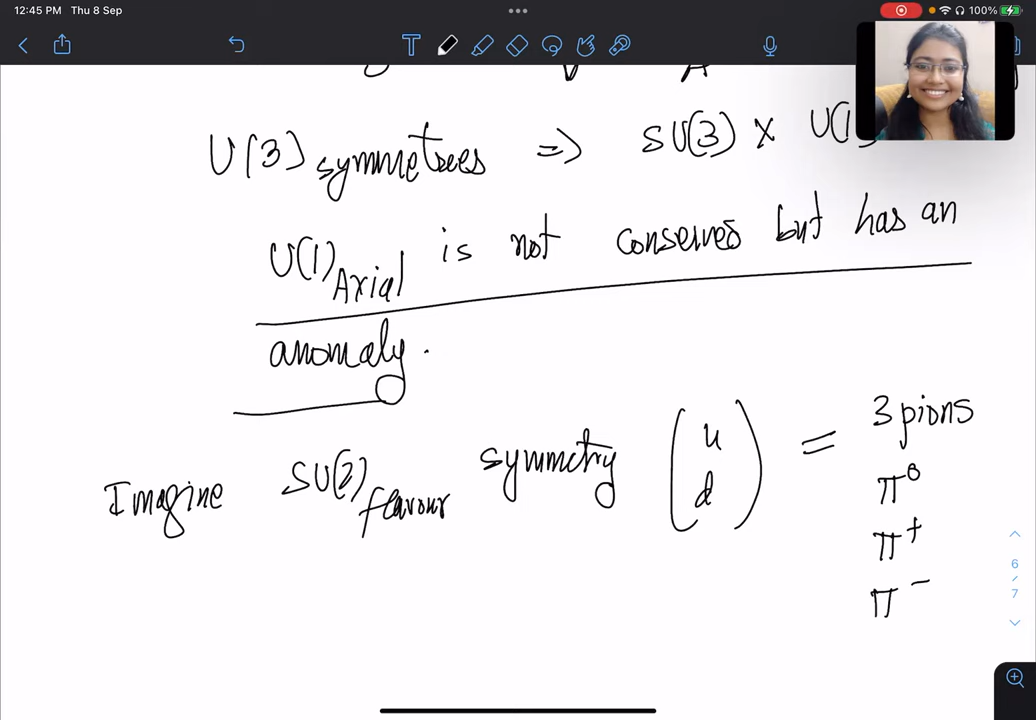 12:45 PM Thu 8 Sep
100%
U(3) symmetrees => SU(3) x U(1
U(1) Axial is not conserves but has an
anomaly.
Imagine SU(2) flavour symmetry (u d) = 3 pions
π⁰
π⁺
π⁻
6
/
7